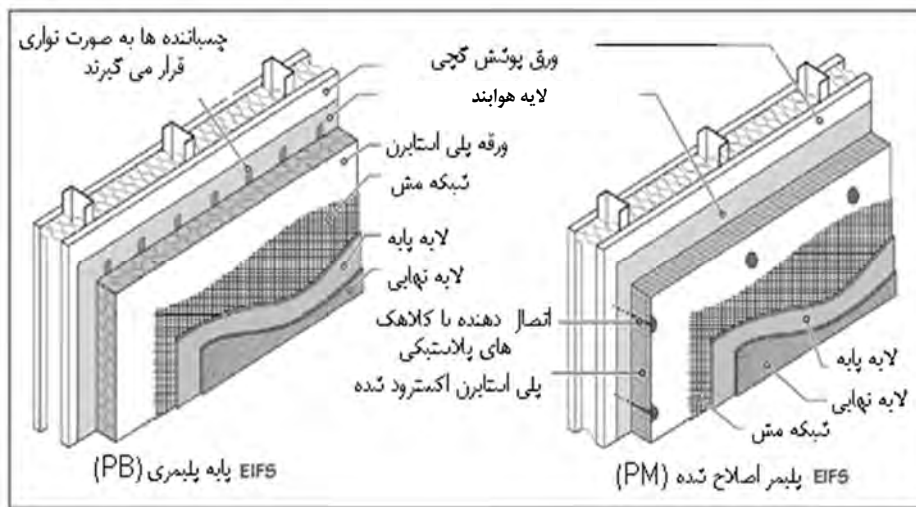 چسباننده ها به صورت نواری
قرار می گیرند
ورق پوشش گچی
لایه هوابند
ورقه پلی استایرن
شبکه مش
لایه پایه
لایه نهایی
اتصال دهنده با کلاهک
های پلاستیکی
پلی استایرن اکسترود شده
لایه پایه
لایه نهایی
شبکه مش
EIFS پایه پلیمری (PB)
EIFS پلیمر اصلاح شده (PM)